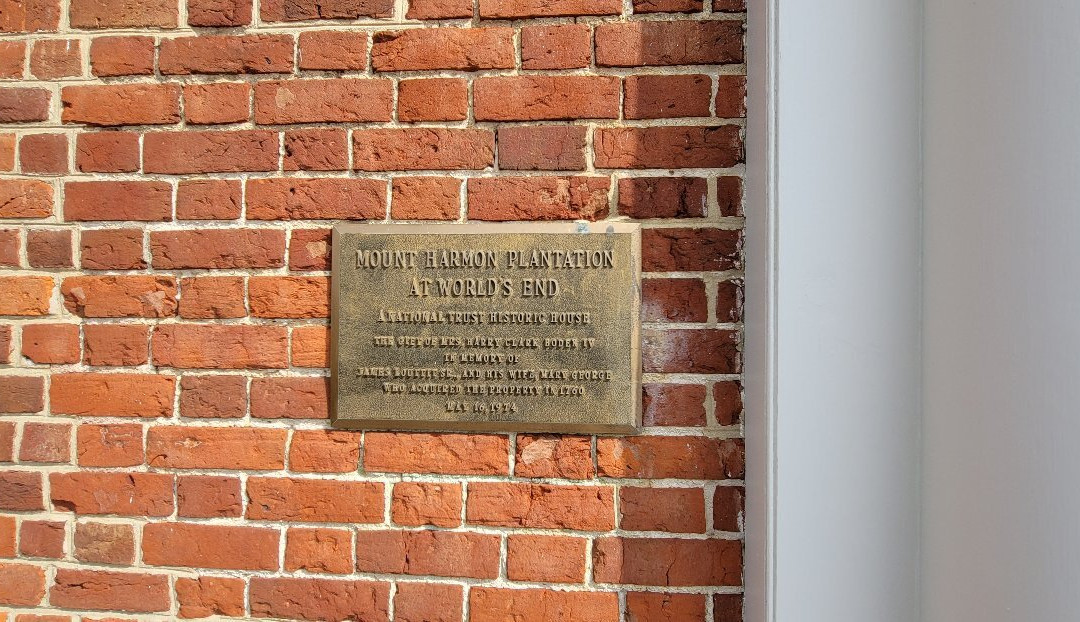 MOUNT HARMON PLANTATION
AT WORLD'S END
A NATIONAL TRUST HISTORIC HOUSE
THE GIFT OF MRS. HARRY CLARK BODEN IV
IN MEMORY OF
JAMES LOUTTIT SR., AND HIS WIFE, MARY GEORGE
WHO ACQUIRED THE PROPERTY IN 1760
MAY 16, 1974